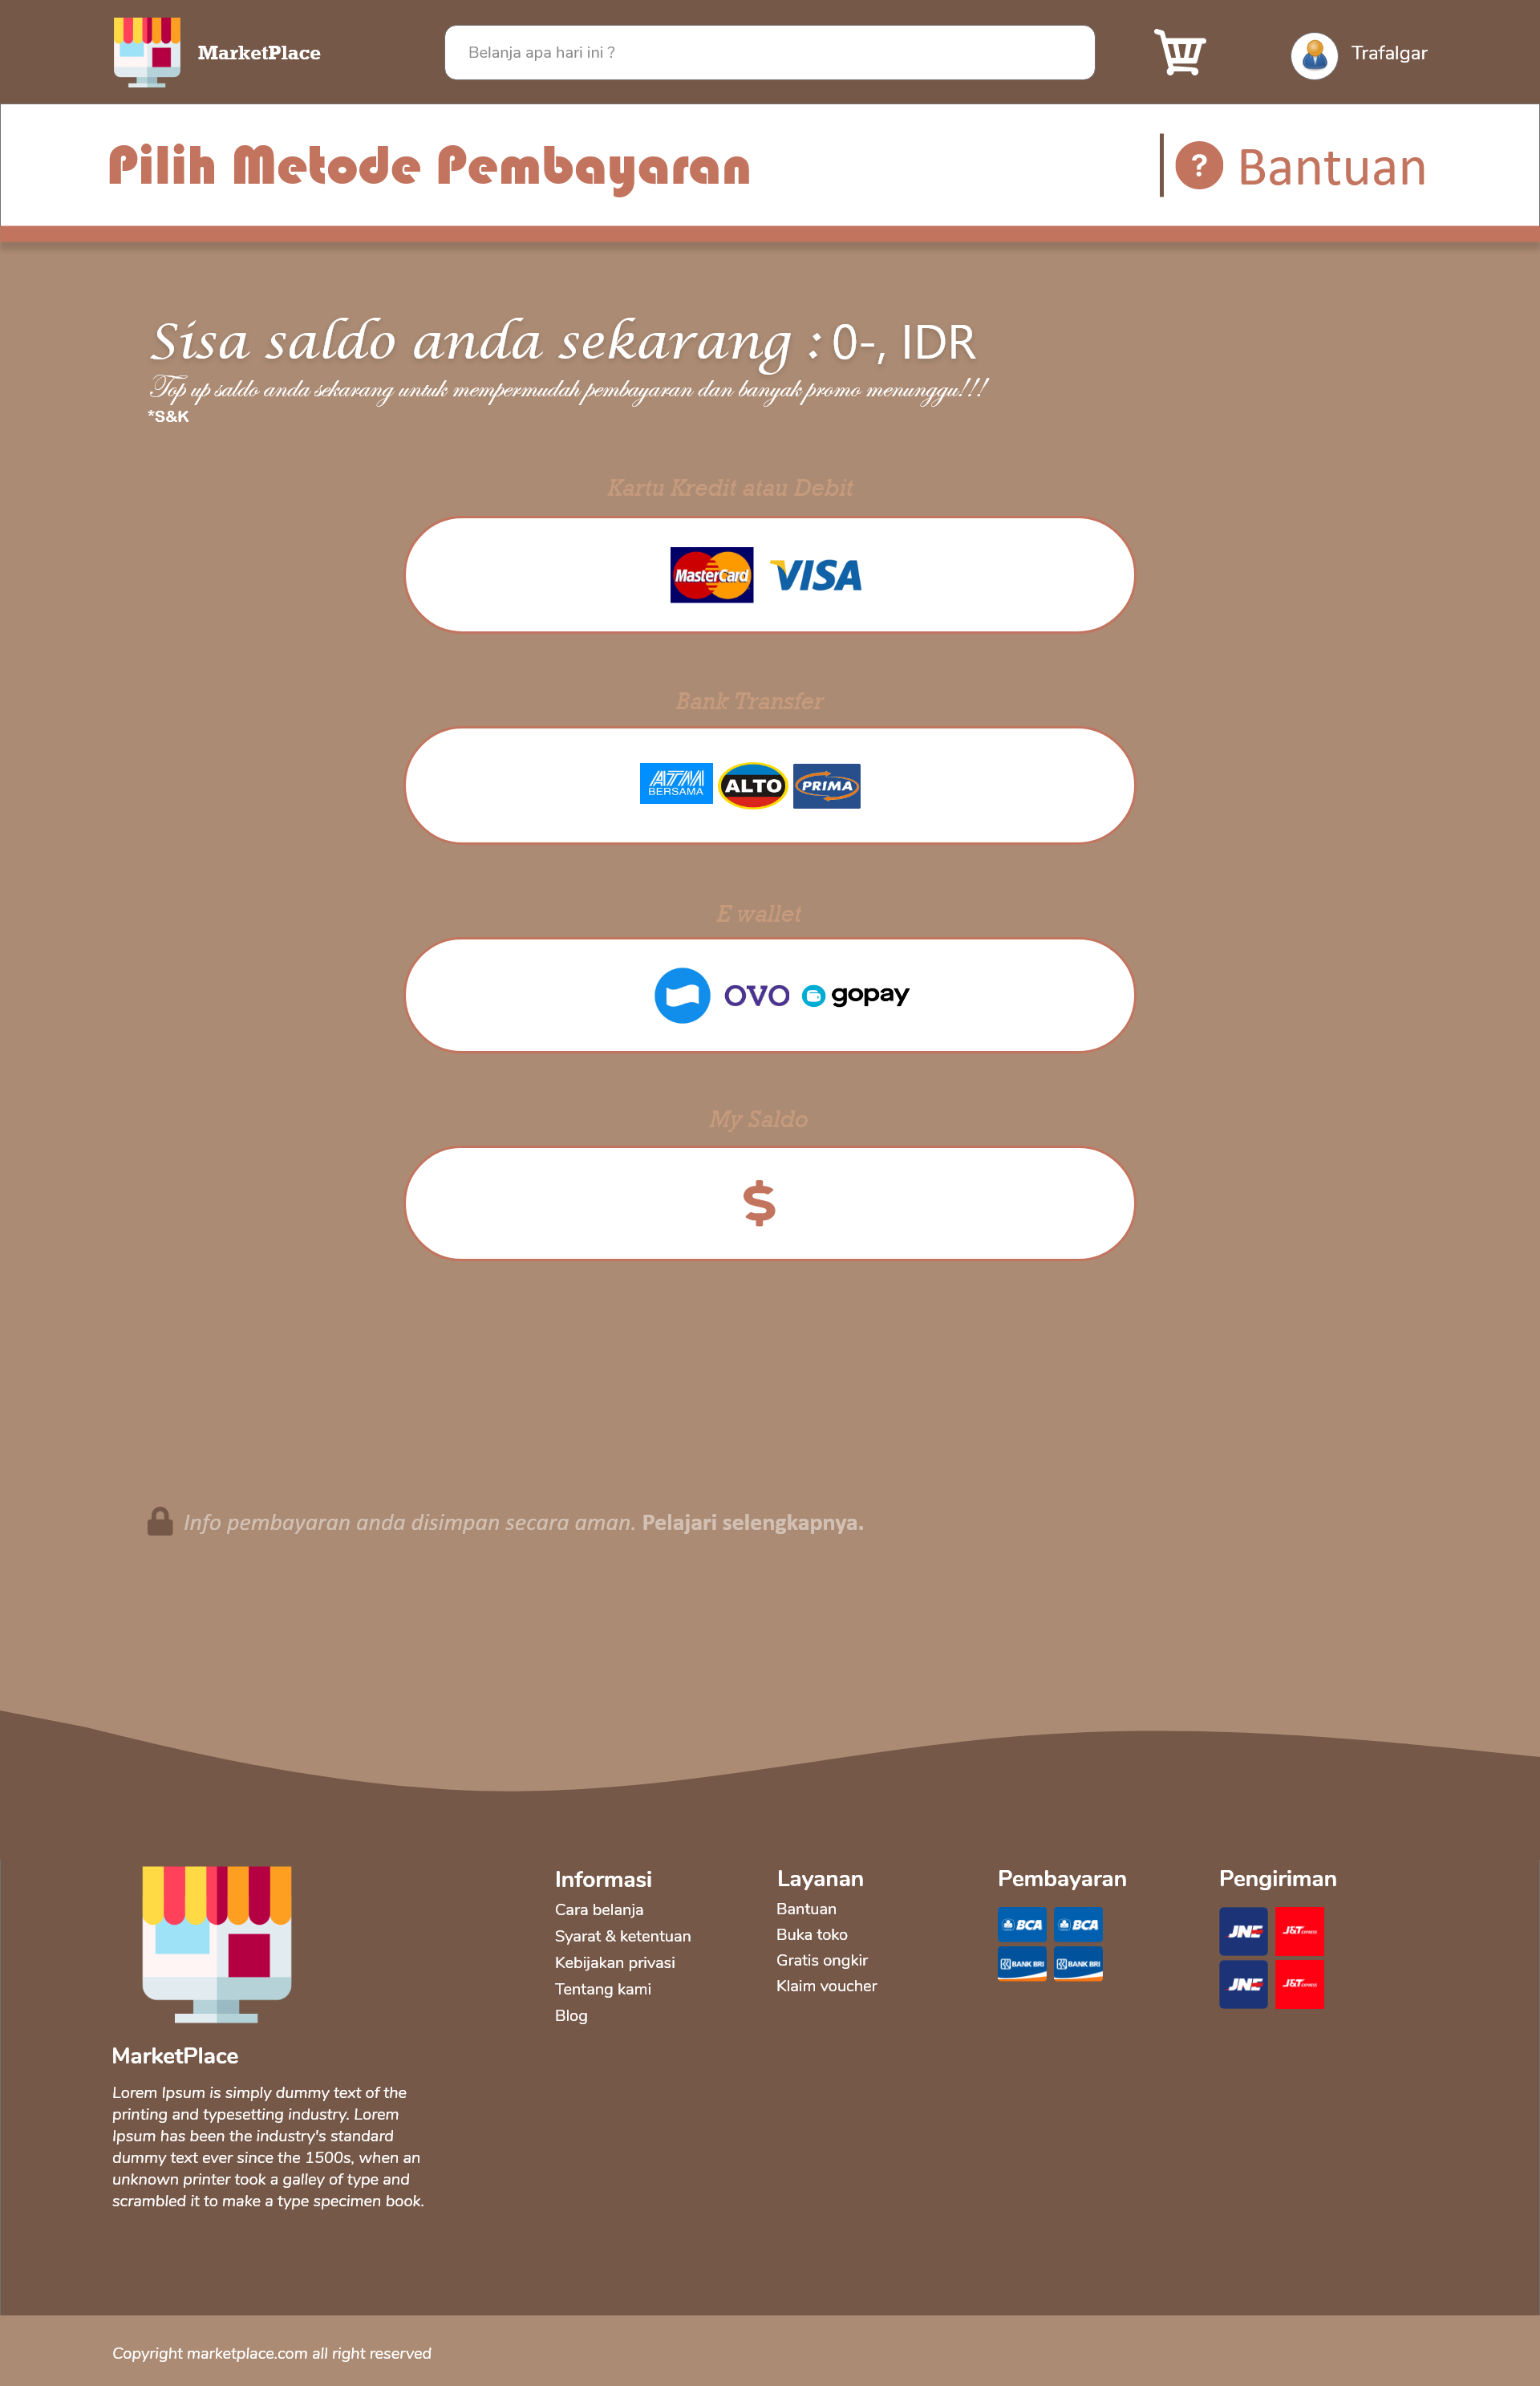 MarketPlace
Belanja apa hari ini ?
Trafalgar
Pilih Metode Pembayaran
? Bantuan
Sisa saldo anda sekarang : 0-, IDR
Top up saldo anda sekarang untuk mempermudah pembayaran dan banyak promo menunggu!!!
*S&K
Kartu Kredit atau Debit
MasterCard VISA
Bank Transfer
ATM BERSAMA ALTO PRIMA
E wallet
OVO gopay
My Saldo
$
Info pembayaran anda disimpan secara aman. Pelajari selengkapnya.
Informasi
Cara belanja
Syarat & ketentuan
Kebijakan privasi
Tentang kami
Blog
Layanan
Bantuan
Buka toko
Gratis ongkir
Klaim voucher
Pembayaran
BCA BCA
BANK BRI BANK BRI
Pengiriman
JNE J&T EXPRESS
JNE J&T EXPRESS
MarketPlace
Lorem Ipsum is simply dummy text of the
printing and typesetting industry. Lorem
Ipsum has been the industry's standard
dummy text ever since the 1500s, when an
unknown printer took a galley of type and
scrambled it to make a type specimen book.
Copyright marketplace.com all right reserved